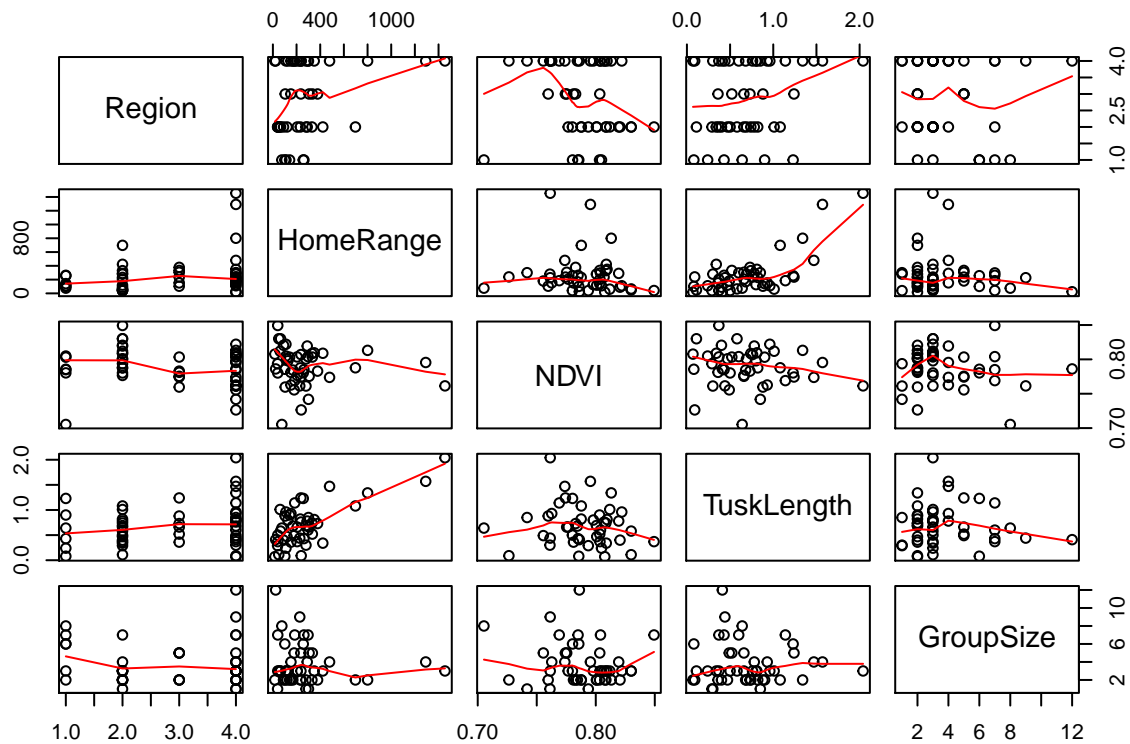 0 400 1000 0.0 1.0 2.0
Region 1.0 2.5 4.0
0 800 HomeRange
NDVI 0.70 0.80
0.0 1.0 2.0 TuskLength
GroupSize 2 6 10
1.0 2.0 3.0 4.0 0.70 0.80 2 4 6 8 12